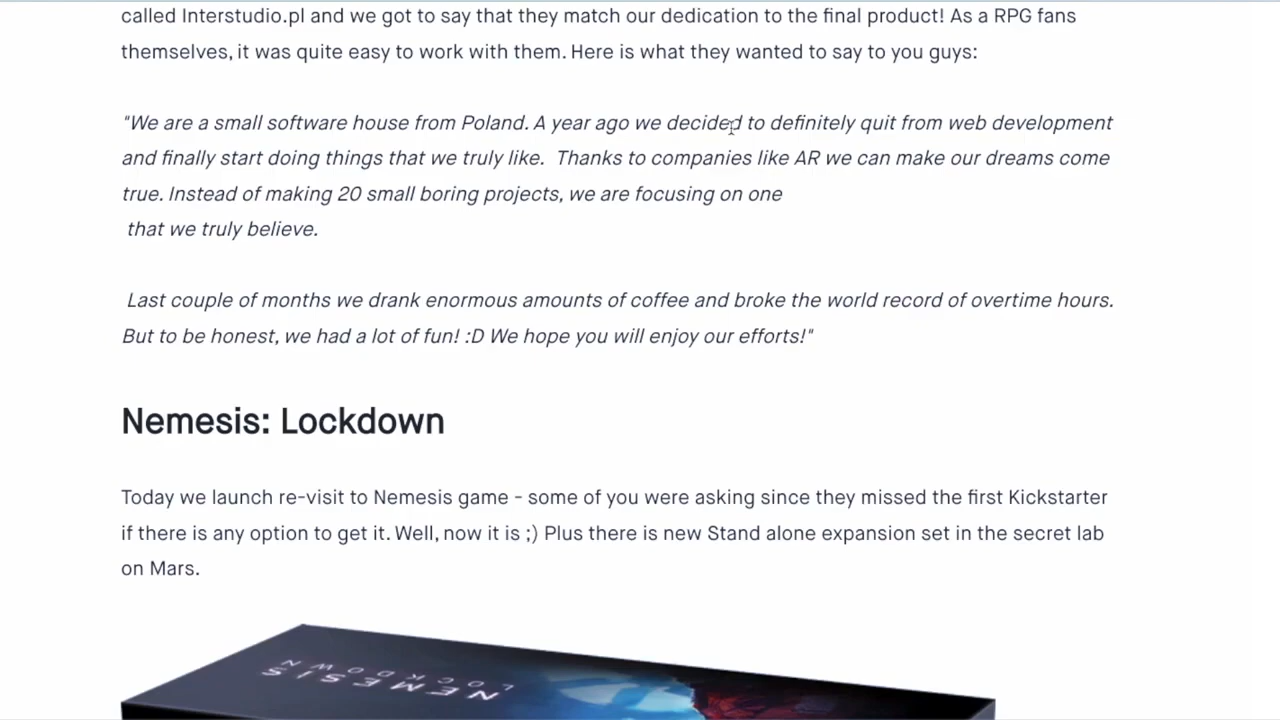 called Interstudio.pl and we got to say that they match our dedication to the final product! As a RPG fans
themselves, it was quite easy to work with them. Here is what they wanted to say to you guys:
"We are a small software house from Poland. A year ago we decided to definitely quit from web development
and finally start doing things that we truly like.  Thanks to companies like AR we can make our dreams come
true. Instead of making 20 small boring projects, we are focusing on one
that we truly believe.
Last couple of months we drank enormous amounts of coffee and broke the world record of overtime hours.
But to be honest, we had a lot of fun! :D We hope you will enjoy our efforts!"
Nemesis: Lockdown
Today we launch re-visit to Nemesis game - some of you were asking since they missed the first Kickstarter
if there is any option to get it. Well, now it is ;) Plus there is new Stand alone expansion set in the secret lab
on Mars.
NEMESIS
LOCKDOWN